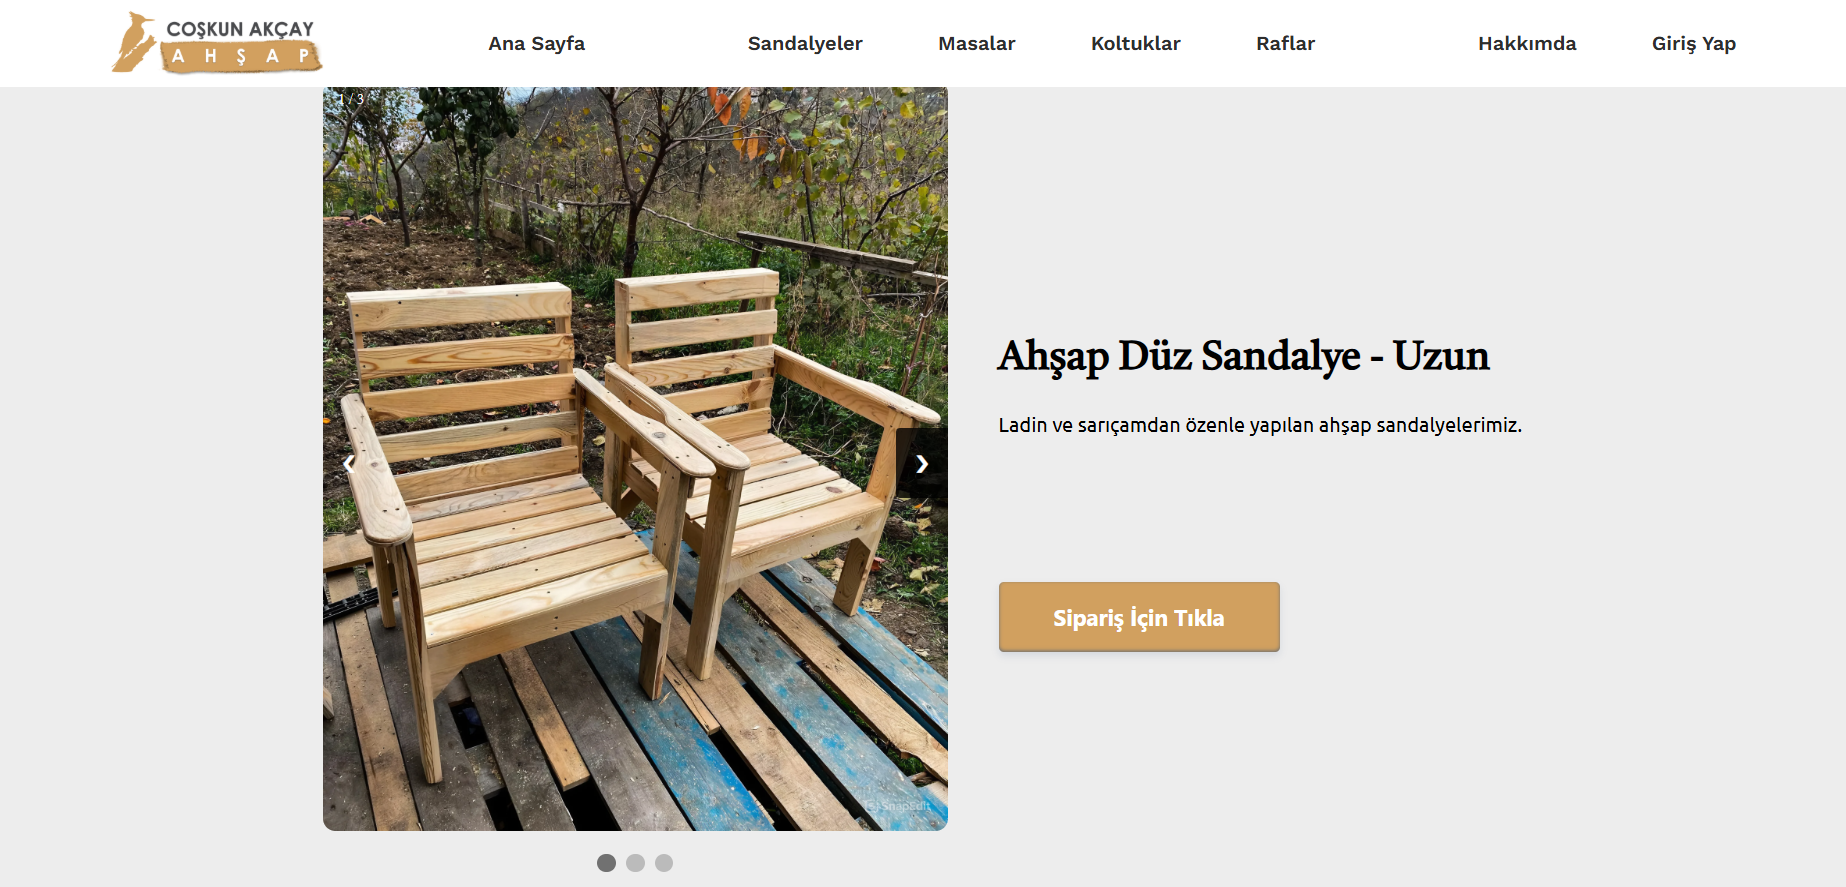 COŞKUN AKÇAY
AHŞAP
Ana Sayfa
Sandalyeler
Masalar
Koltuklar
Raflar
Hakkımda
Giriş Yap
1 / 3
Ahşap Düz Sandalye - Uzun
Ladin ve sarıçamdan özenle yapılan ahşap sandalyelerimiz.
Sipariş İçin Tıkla
SnapEdit